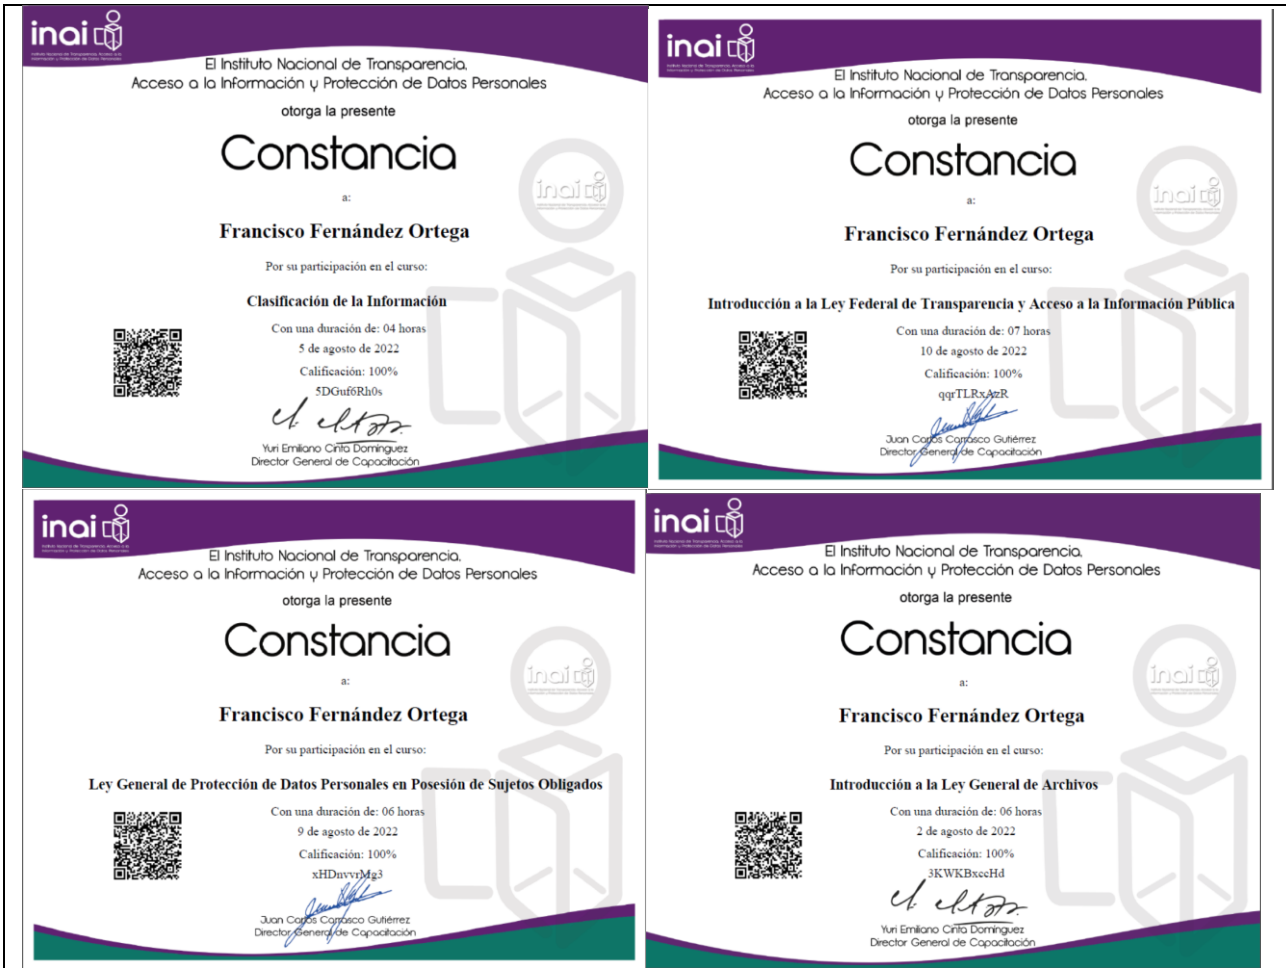 inai
El Instituto Nacional de Transparencia,
Acceso a la Información y Protección de Datos Personales
otorga la presente
Constancia
inai
a:
Francisco Fernández Ortega
Por su participación en el curso:
Clasificación de la Información
Con una duración de: 04 horas
5 de agosto de 2022
Calificación: 100%
5DGuf6Rh0s
Yuri Emiliano Cinta Domínguez
Director General de Capacitación
inai
El Instituto Nacional de Transparencia,
Acceso a la Información y Protección de Datos Personales
otorga la presente
Constancia
inai
a:
Francisco Fernández Ortega
Por su participación en el curso:
Introducción a la Ley Federal de Transparencia y Acceso a la Información Pública
Con una duración de: 07 horas
10 de agosto de 2022
Calificación: 100%
qqrTLRxAzR
Juan Carlos Carrasco Gutiérrez
Director General de Capacitación
inai
El Instituto Nacional de Transparencia,
Acceso a la Información y Protección de Datos Personales
otorga la presente
Constancia
inai
a:
Francisco Fernández Ortega
Por su participación en el curso:
Ley General de Protección de Datos Personales en Posesión de Sujetos Obligados
Con una duración de: 06 horas
9 de agosto de 2022
Calificación: 100%
xHDnvvrMg3
Juan Carlos Carrasco Gutiérrez
Director General de Capacitación
inai
El Instituto Nacional de Transparencia,
Acceso a la Información y Protección de Datos Personales
otorga la presente
Constancia
inai
a:
Francisco Fernández Ortega
Por su participación en el curso:
Introducción a la Ley General de Archivos
Con una duración de: 06 horas
2 de agosto de 2022
Calificación: 100%
3KWKBxccHd
Yuri Emiliano Cinta Domínguez
Director General de Capacitación